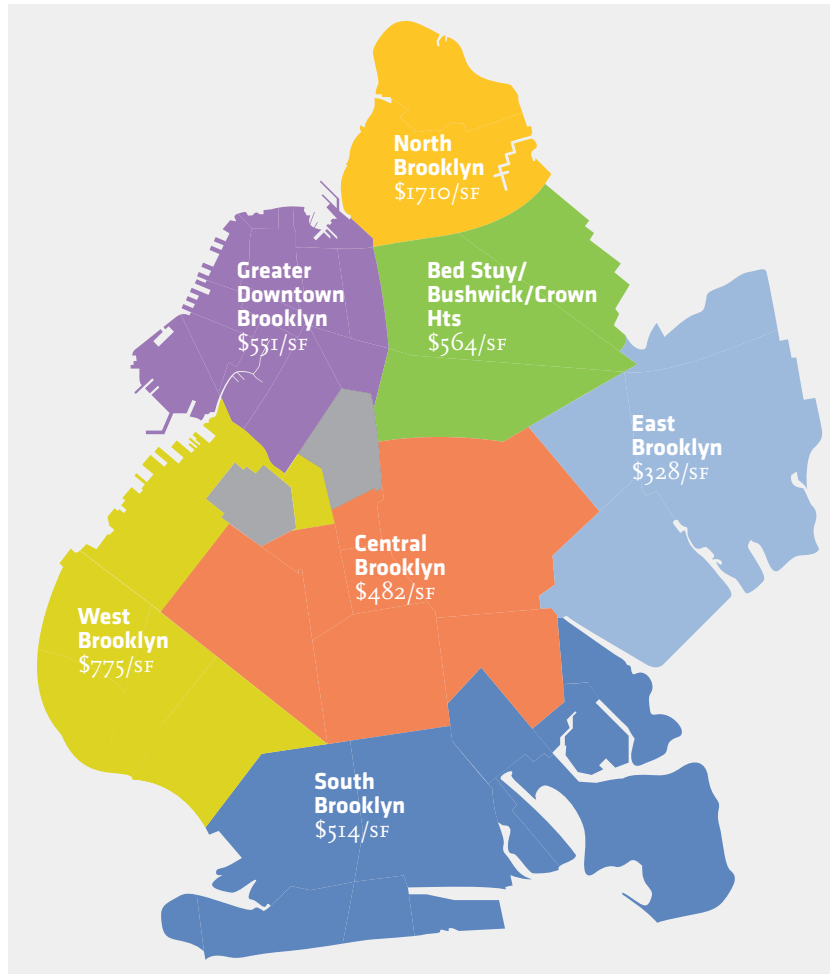 North
Brooklyn
$1710/SF
Greater
Downtown
Brooklyn
$551/SF
Bed Stuy/
Bushwick/Crown
Hts
$564/SF
East
Brooklyn
$328/SF
Central
Brooklyn
$482/SF
West
Brooklyn
$775/SF
South
Brooklyn
$514/SF